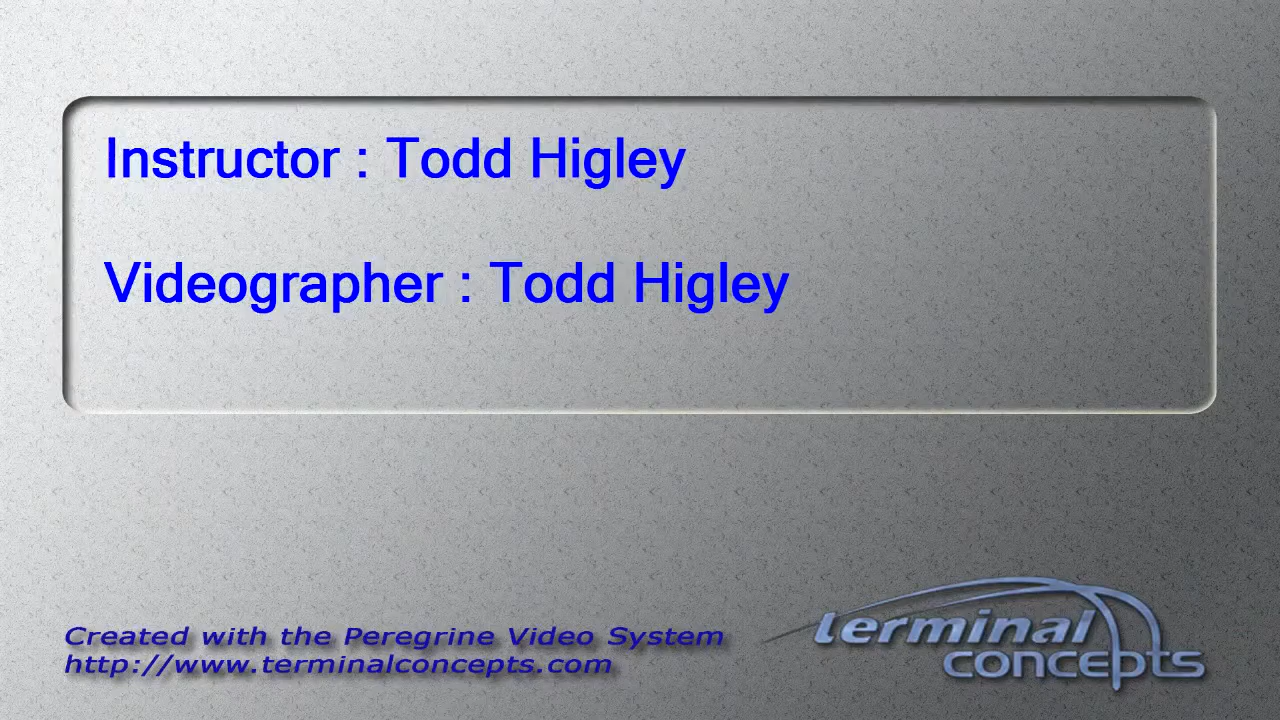 Instructor : Todd Higley
Videographer : Todd Higley
Created with the Peregrine Video System
http://www.terminalconcepts.com
terminal
concepts